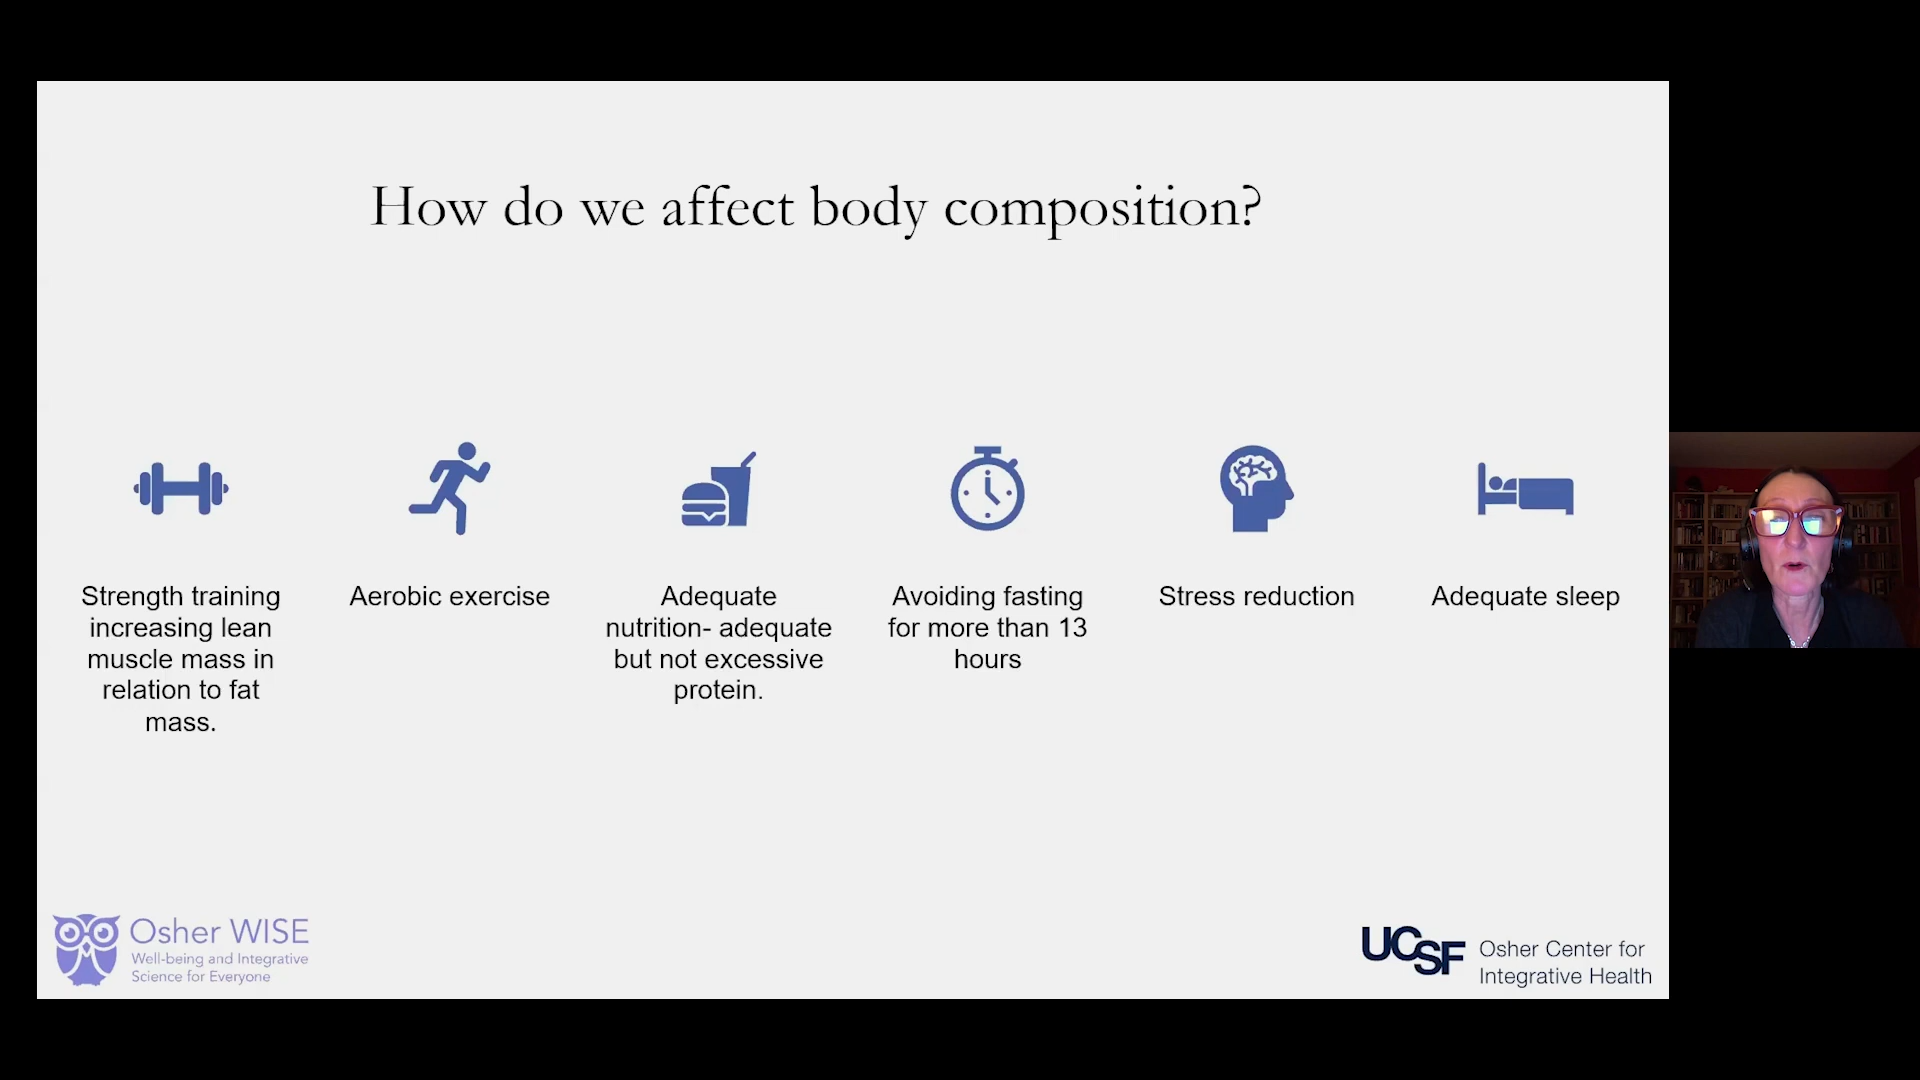 How do we affect body composition?
Strength training
increasing lean
muscle mass in
relation to fat
mass.
Aerobic exercise
Adequate
nutrition- adequate
but not excessive
protein.
Avoiding fasting
for more than 13
hours
Stress reduction
Adequate sleep
Osher WISE
Well-being and Integrative
Science for Everyone
UCSF
Osher Center for
Integrative Health